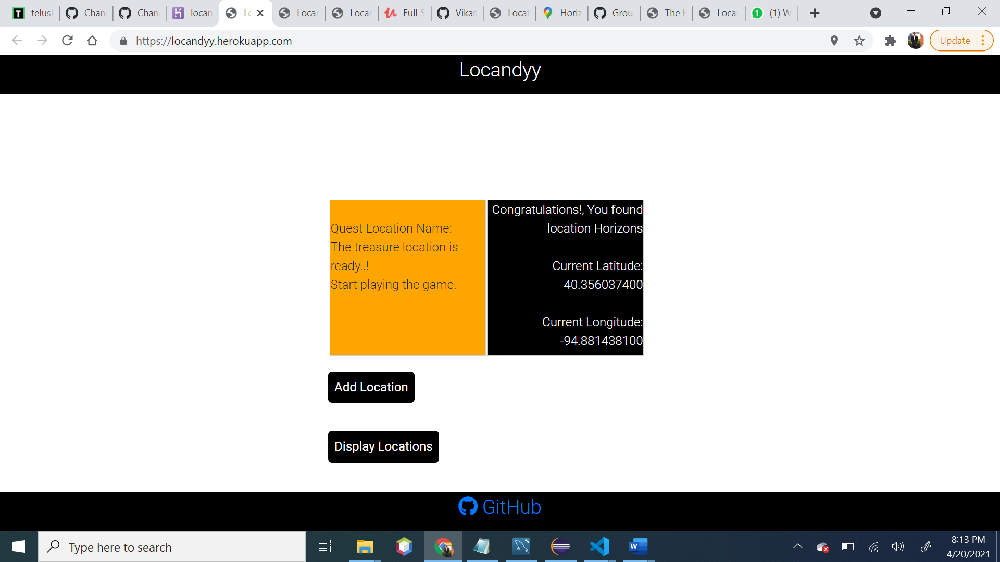 telus
Chan
Chan
locan
Lo
Locar
Locar
Full S
Vikas
Locat
Horiz
Grou
The H
Locar
(1) W
https://locandyy.herokuapp.com
Update
Locandyy
Quest Location Name:
The treasure location is
ready..!
Start playing the game.
Congratulations!, You found
location Horizons
Current Latitude:
40.356037400
Current Longitude:
-94.881438100
Add Location
Display Locations
GitHub
Type here to search
8:13 PM
4/20/2021